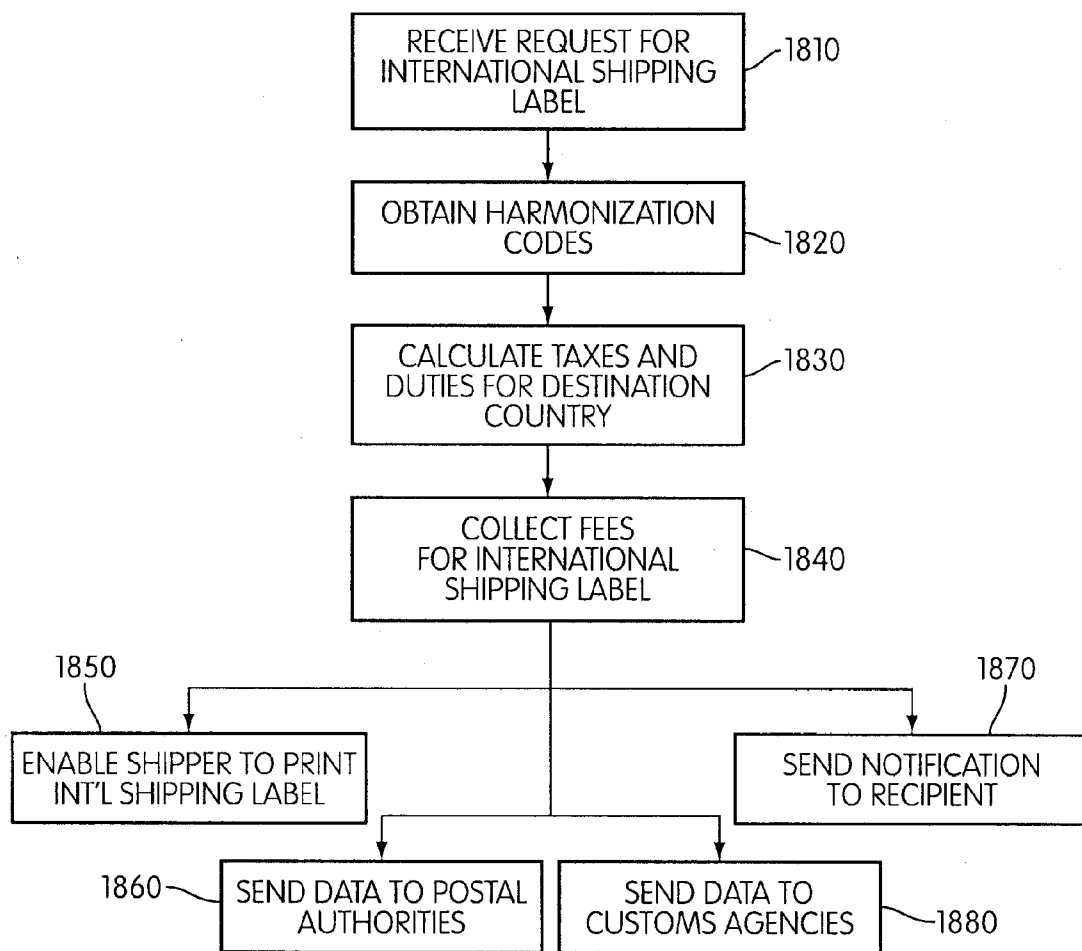 RECEIVE REQUEST FOR
INTERNATIONAL SHIPPING
LABEL
1810
OBTAIN HARMONIZATION
CODES
1820
CALCULATE TAXES AND
DUTIES FOR DESTINATION
COUNTRY
1830
COLLECT FEES
FOR INTERNATIONAL
SHIPPING LABEL
1840
1850
ENABLE SHIPPER TO PRINT
INT'L SHIPPING LABEL
1870
SEND NOTIFICATION
TO RECIPIENT
1860
SEND DATA TO POSTAL
AUTHORITIES
SEND DATA TO
CUSTOMS AGENCIES
1880